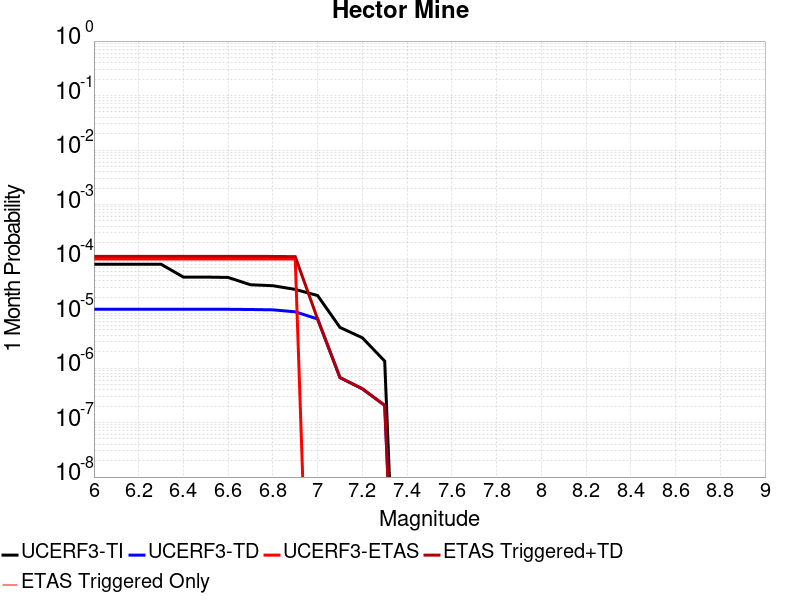 Hector Mine
10^0
10^-1
10^-2
10^-3
10^-4
10^-5
10^-6
10^-7
10^-8
1 Month Probability
6 6.2 6.4 6.6 6.8 7 7.2 7.4 7.6 7.8 8 8.2 8.4 8.6 8.8 9
Magnitude
UCERF3-TI UCERF3-TD UCERF3-ETAS ETAS Triggered+TD
ETAS Triggered Only